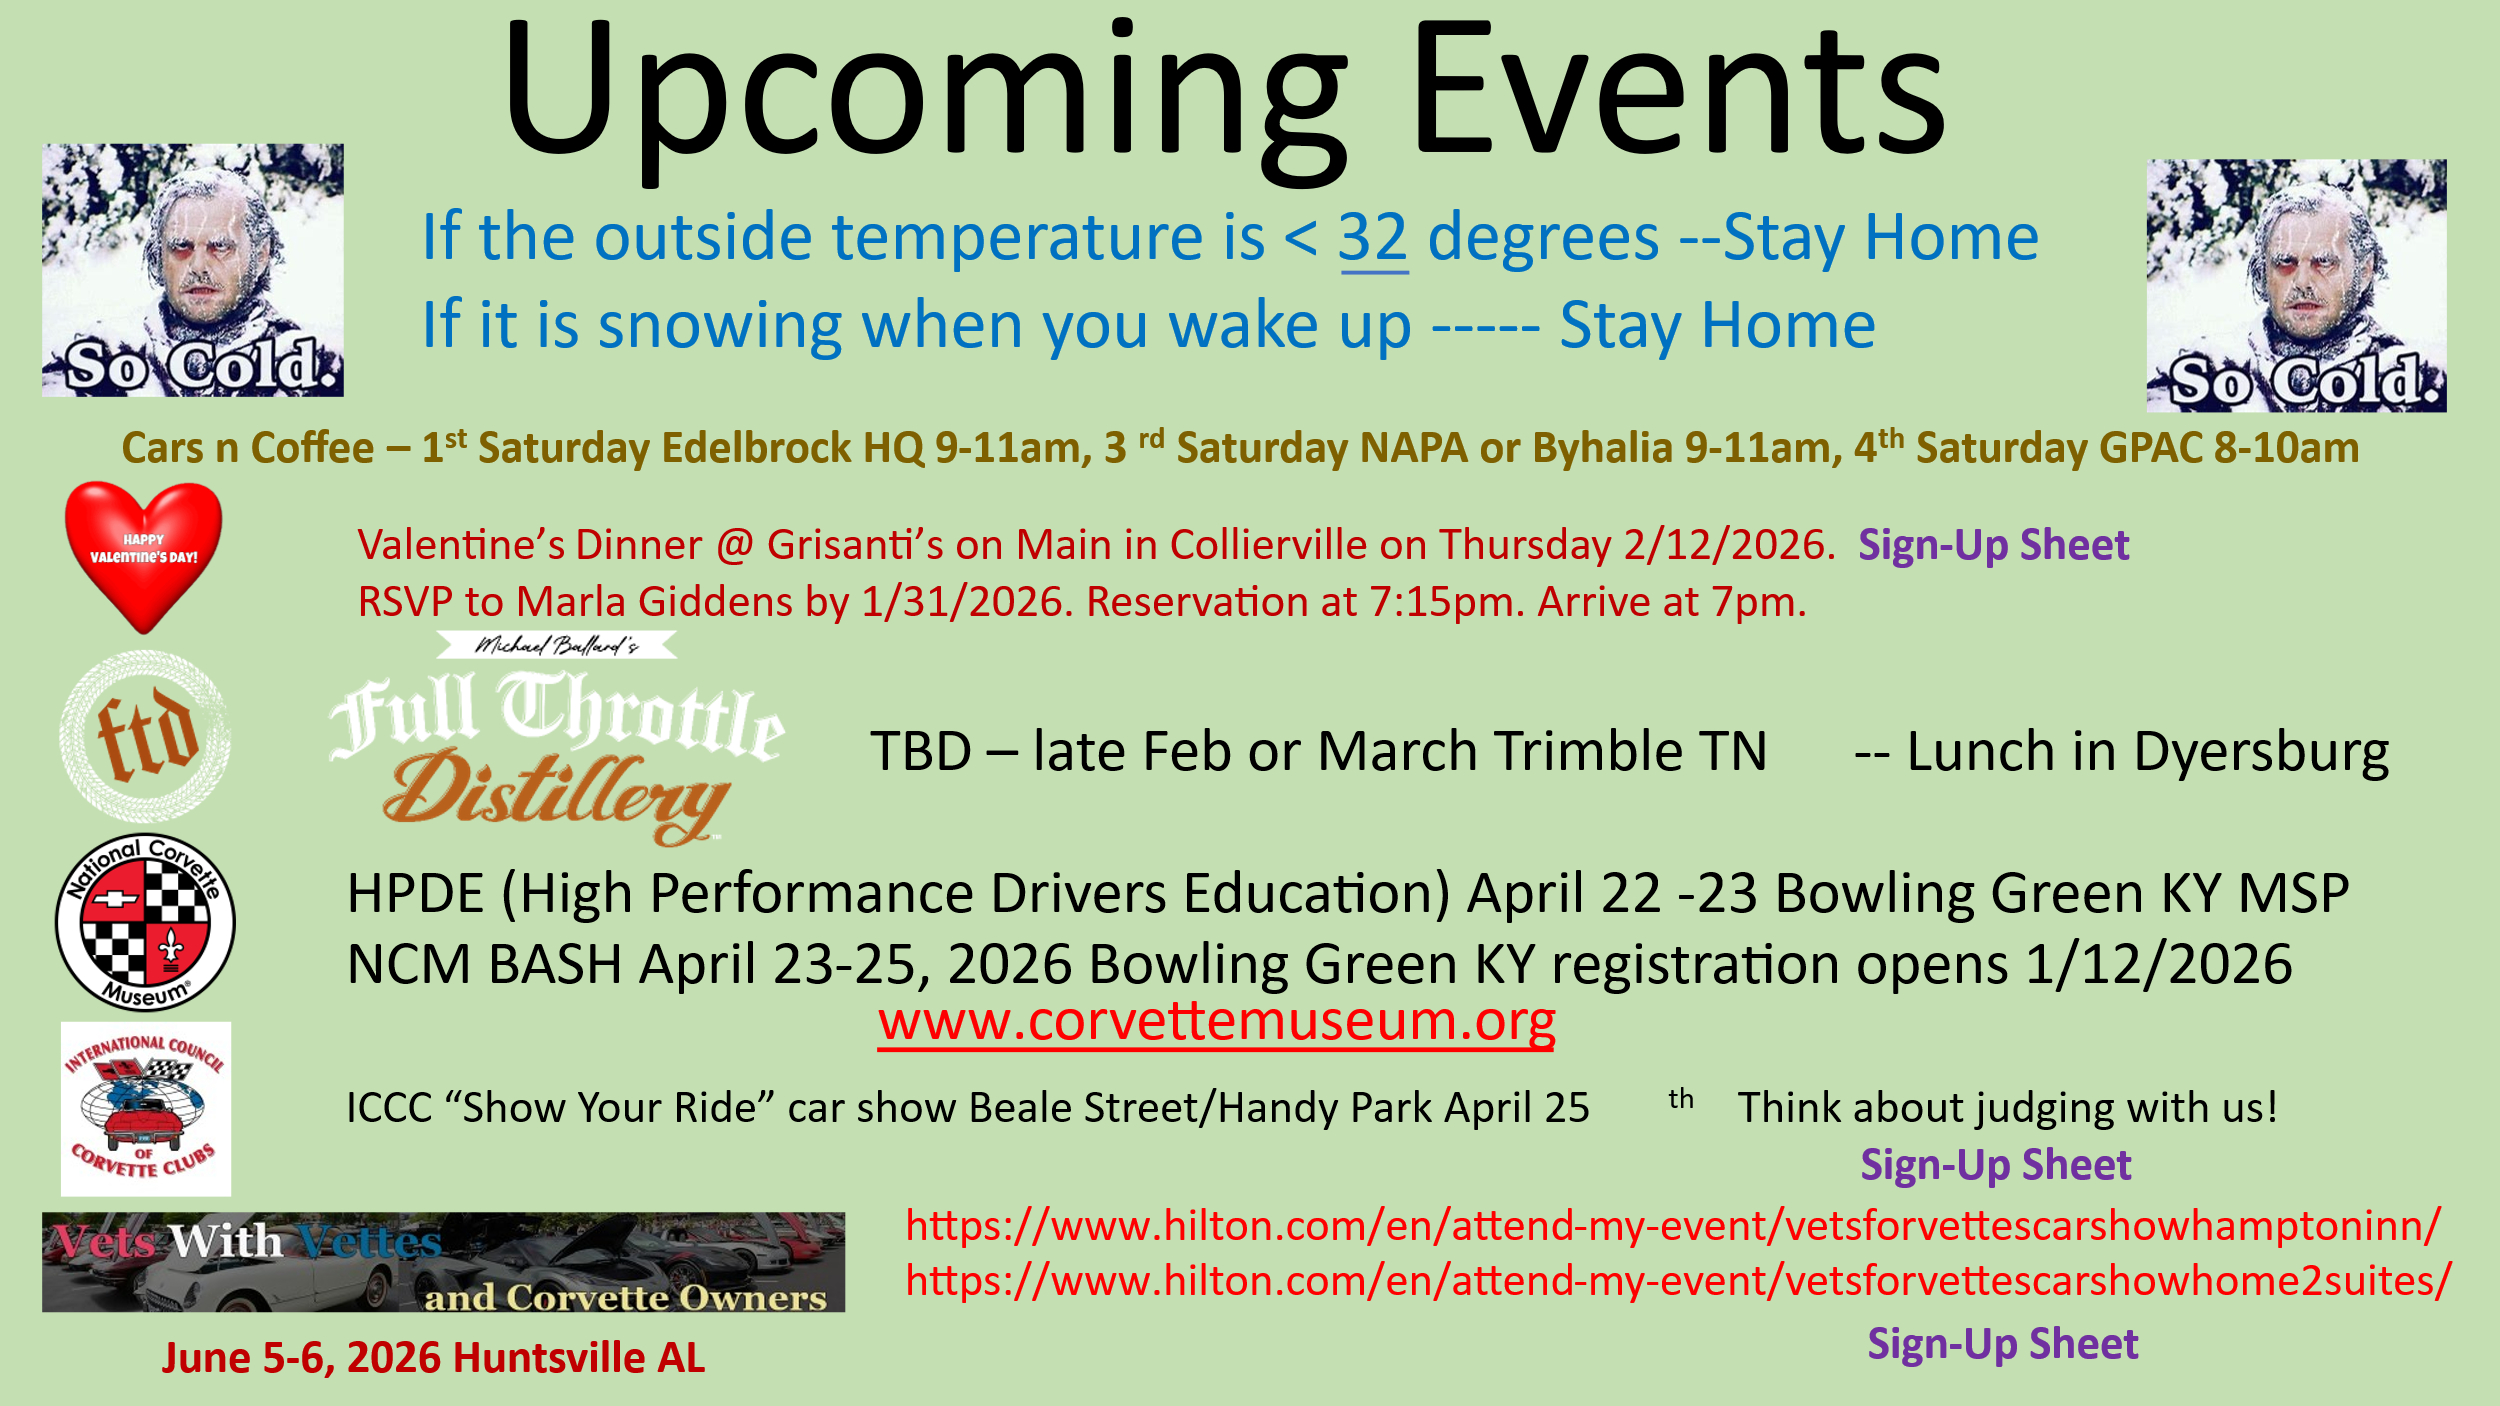 Upcoming Events
So Cold.
If the outside temperature is < 32 degrees --Stay Home
If it is snowing when you wake up ----- Stay Home
So Cold.
Cars n Coffee – 1st Saturday Edelbrock HQ 9-11am, 3 rd Saturday NAPA or Byhalia 9-11am, 4th Saturday GPAC 8-10am
HAPPY
VALENTINE'S DAY!
Valentine’s Dinner @ Grisanti’s on Main in Collierville on Thursday 2/12/2026. Sign-Up Sheet
RSVP to Marla Giddens by 1/31/2026. Reservation at 7:15pm. Arrive at 7pm.
ftd
Michael Ballard's
Full Throttle
Distillery™
TBD – late Feb or March Trimble TN -- Lunch in Dyersburg
National Corvette
Museum®
HPDE (High Performance Drivers Education) April 22 -23 Bowling Green KY MSP
NCM BASH April 23-25, 2026 Bowling Green KY registration opens 1/12/2026
www.corvettemuseum.org
INTERNATIONAL COUNCIL
OF
CORVETTE CLUBS
ICCC “Show Your Ride” car show Beale Street/Handy Park April 25 th Think about judging with us!
Sign-Up Sheet
Vets With Vettes
and Corvette Owners
https://www.hilton.com/en/attend-my-event/vetsforvettescarshowhamptoninn/
https://www.hilton.com/en/attend-my-event/vetsforvettescarshowhome2suites/
June 5-6, 2026 Huntsville AL
Sign-Up Sheet